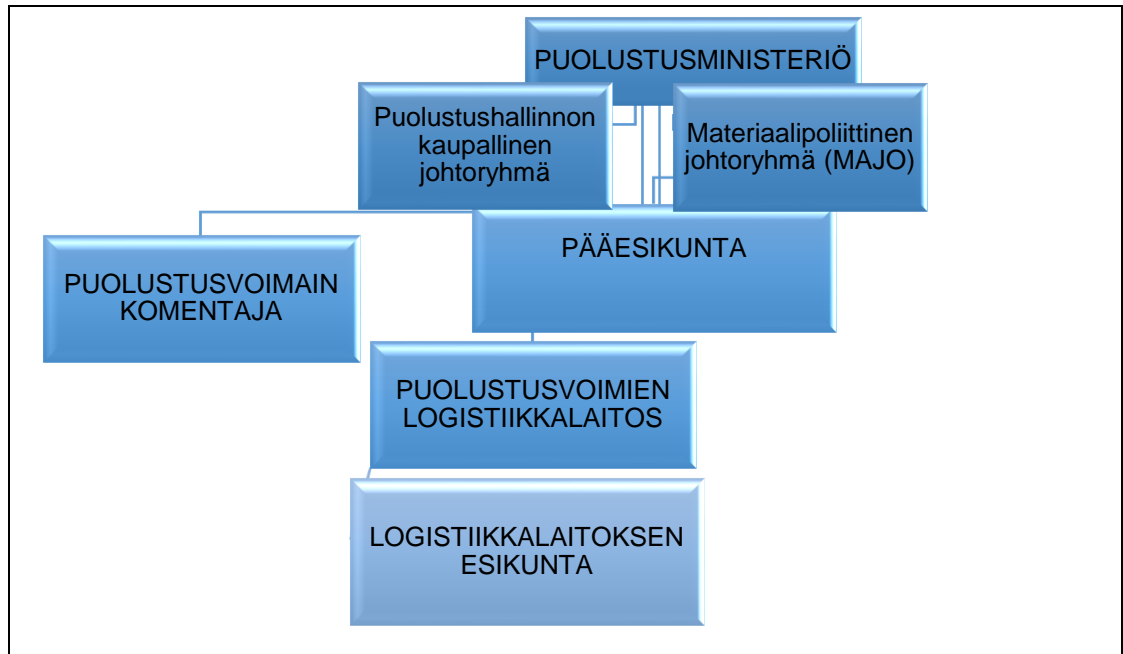 PUOLUSTUSMINISTERIÖ
Puolustushallinnon
kaupallinen
johtoryhmä
Materiaalipoliittinen
johtoryhmä (MAJO)
PUOLUSTUSVOIMAIN
KOMENTAJA
PÄÄESIKUNTA
PUOLUSTUSVOIMIEN
LOGISTIIKKALAITOS
LOGISTIIKKALAITOKSEN
ESIKUNTA